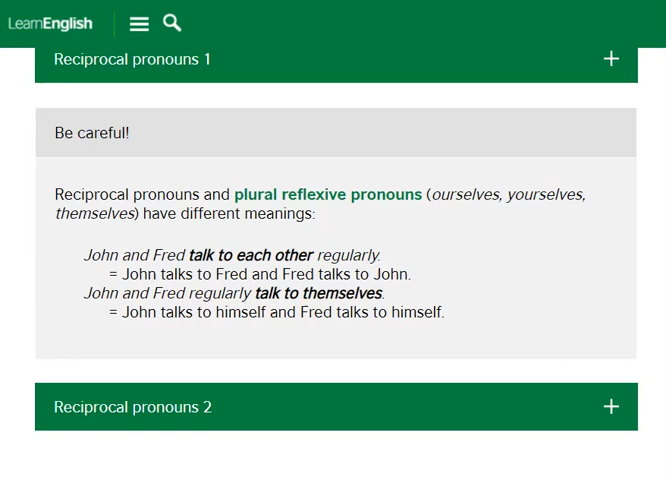 LearnEnglish
Reciprocal pronouns 1
Be careful!
Reciprocal pronouns and plural reflexive pronouns (ourselves, yourselves,
themselves) have different meanings:
John and Fred talk to each other regularly.
= John talks to Fred and Fred talks to John.
John and Fred regularly talk to themselves.
= John talks to himself and Fred talks to himself.
Reciprocal pronouns 2